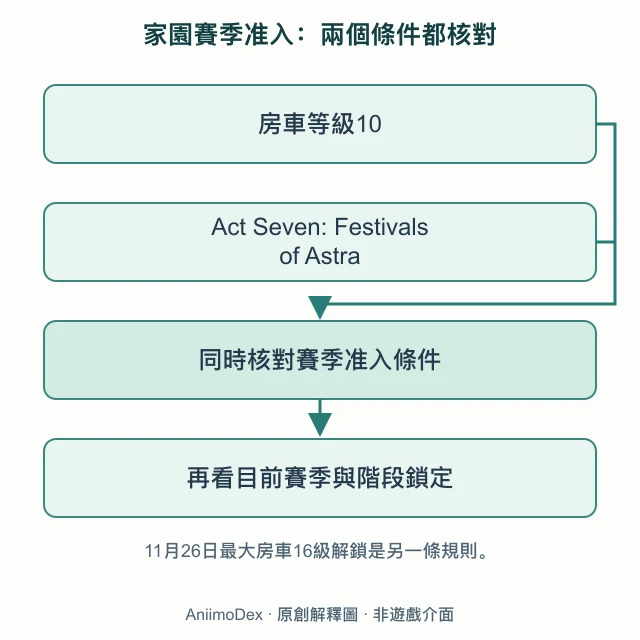 家園賽季准入：兩個條件都核對
房車等級10
Act Seven: Festivals
of Astra
同時核對賽季准入條件
再看目前賽季與階段鎖定
11月26日最大房車16級解鎖是另一條規則。
AniimoDex · 原創解釋圖 · 非遊戲介面